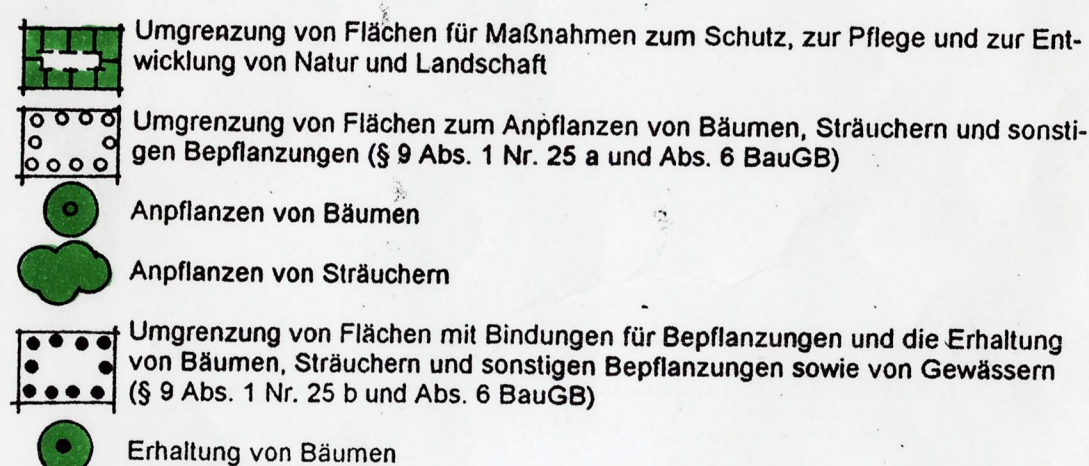 Umgrenzung von Flächen für Maßnahmen zum Schutz, zur Pflege und zur Ent-
wicklung von Natur und Landschaft
Umgrenzung von Flächen zum Anpflanzen von Bäumen, Sträuchern und sonsti-
gen Bepflanzungen (§ 9 Abs. 1 Nr. 25 a und Abs. 6 BauGB)
Anpflanzen von Bäumen
Anpflanzen von Sträuchern
Umgrenzung von Flächen mit Bindungen für Bepflanzungen und die Erhaltung
von Bäumen, Sträuchern und sonstigen Bepflanzungen sowie von Gewässern
(§ 9 Abs. 1 Nr. 25 b und Abs. 6 BauGB)
Erhaltung von Bäumen